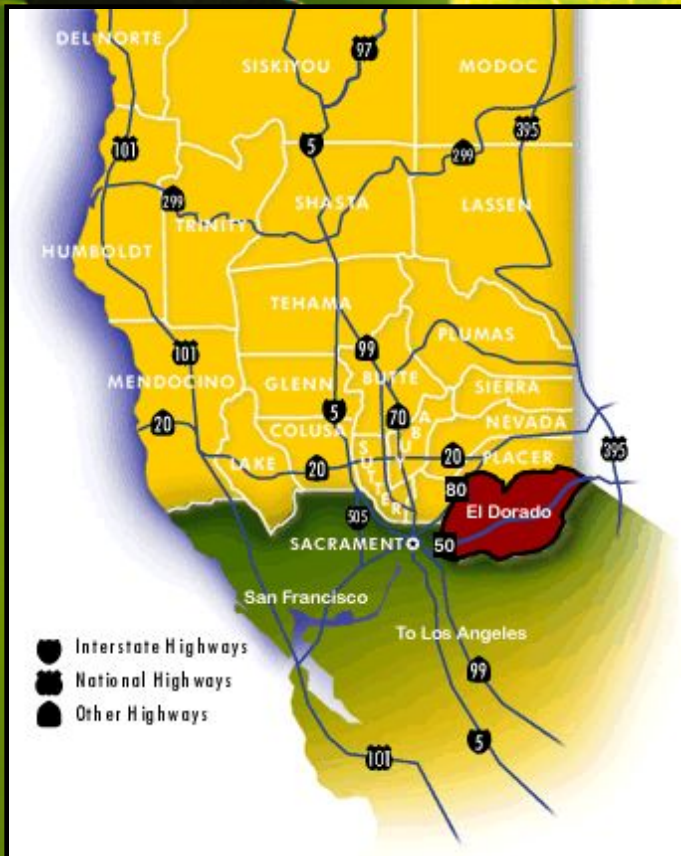 DEL NORTE
97
SISKIYOU
MODOC
395
101
5
299
299
SHASTA
LASSEN
TRINITY
HUMBOLDT
TEHAMA
PLUMAS
99
101
BUTTE
MENDOCINO
GLENN
SIERRA
5
70
20
COLUSA
NEVADA
YUBA
SUTTER
395
LAKE
20
20
PLACER
80
505
El Dorado
SACRAMENTO
50
San Francisco
To Los Angeles
Interstate Highways
99
National Highways
Other Highways
5
101